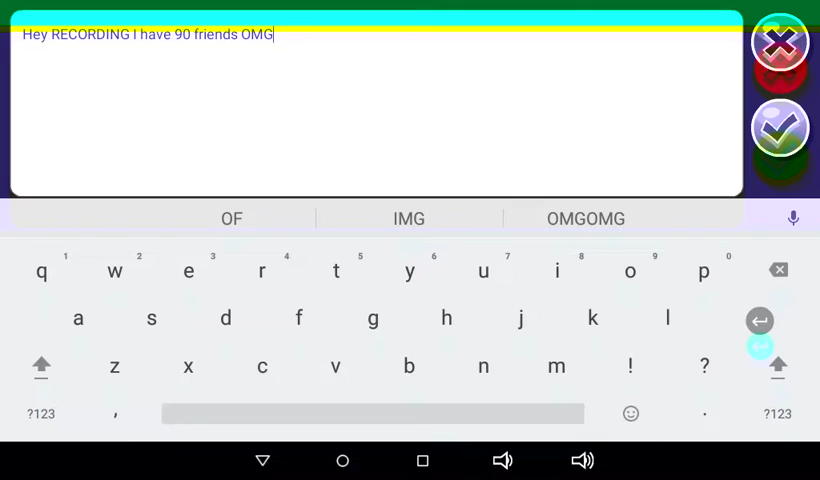 Hey RECORDING I have 90 friends OMG
OF IMG OMGOMG
1 2 3 4 5 6 7 8 9 0
q w e r t y u i o p
a s d f g h j k l
z x c v b n m ! ?
?123 , . ?123